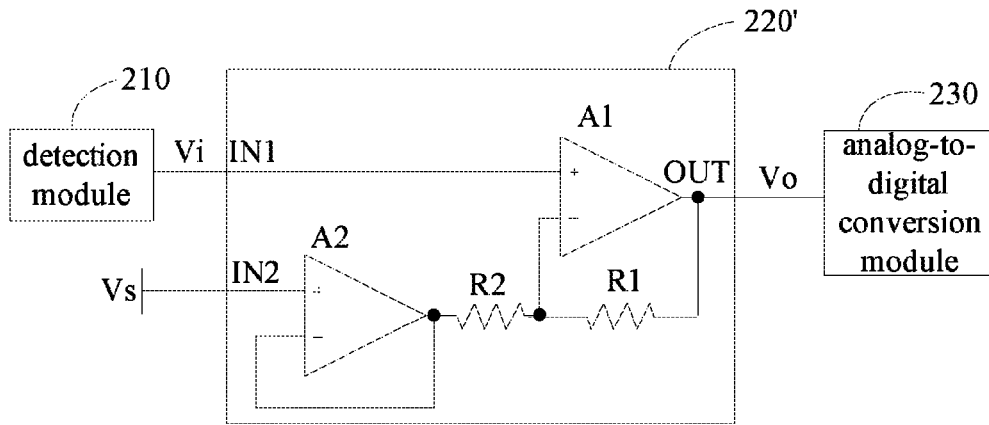 220'
210
230
A1
detection
module
Vi
IN1
+
−
OUT
Vo
analog-to-
digital
conversion
module
A2
Vs
IN2
+
−
R2
R1